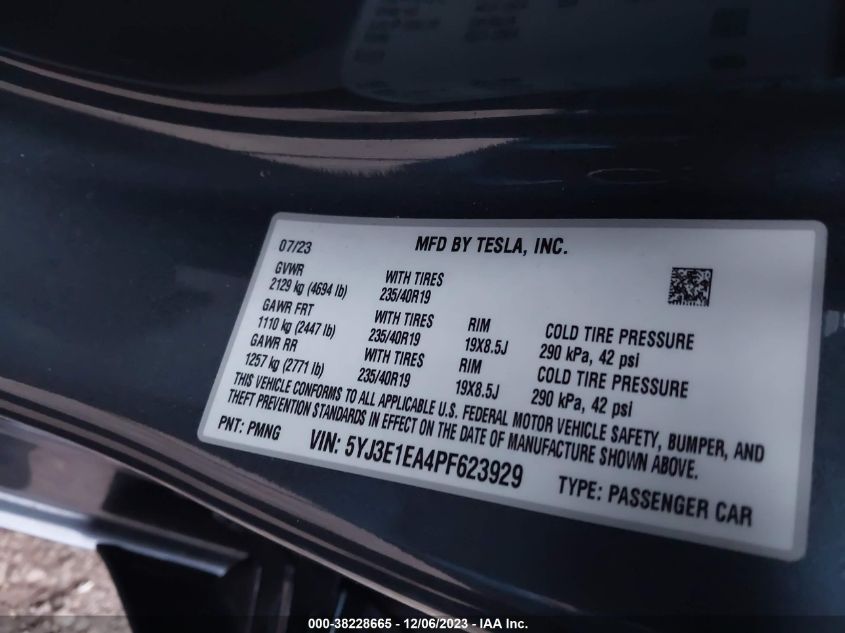 07/23
MFD BY TESLA, INC.
GVWR
2129 kg (4694 lb)
WITH TIRES
235/40R19
GAWR FRT
1110 kg (2447 lb)
WITH TIRES
235/40R19
RIM
19X8.5J
COLD TIRE PRESSURE
290 kPa, 42 psi
GAWR RR
1257 kg (2771 lb)
WITH TIRES
235/40R19
RIM
19X8.5J
COLD TIRE PRESSURE
290 kPa, 42 psi
THIS VEHICLE CONFORMS TO ALL APPLICABLE U.S. FEDERAL MOTOR VEHICLE SAFETY, BUMPER, AND
THEFT PREVENTION STANDARDS IN EFFECT ON THE DATE OF MANUFACTURE SHOWN ABOVE.
PNT: PMNG
VIN: 5YJ3E1EA4PF623929
TYPE: PASSENGER CAR
000-38228665 - 12/06/2023 - IAA Inc.